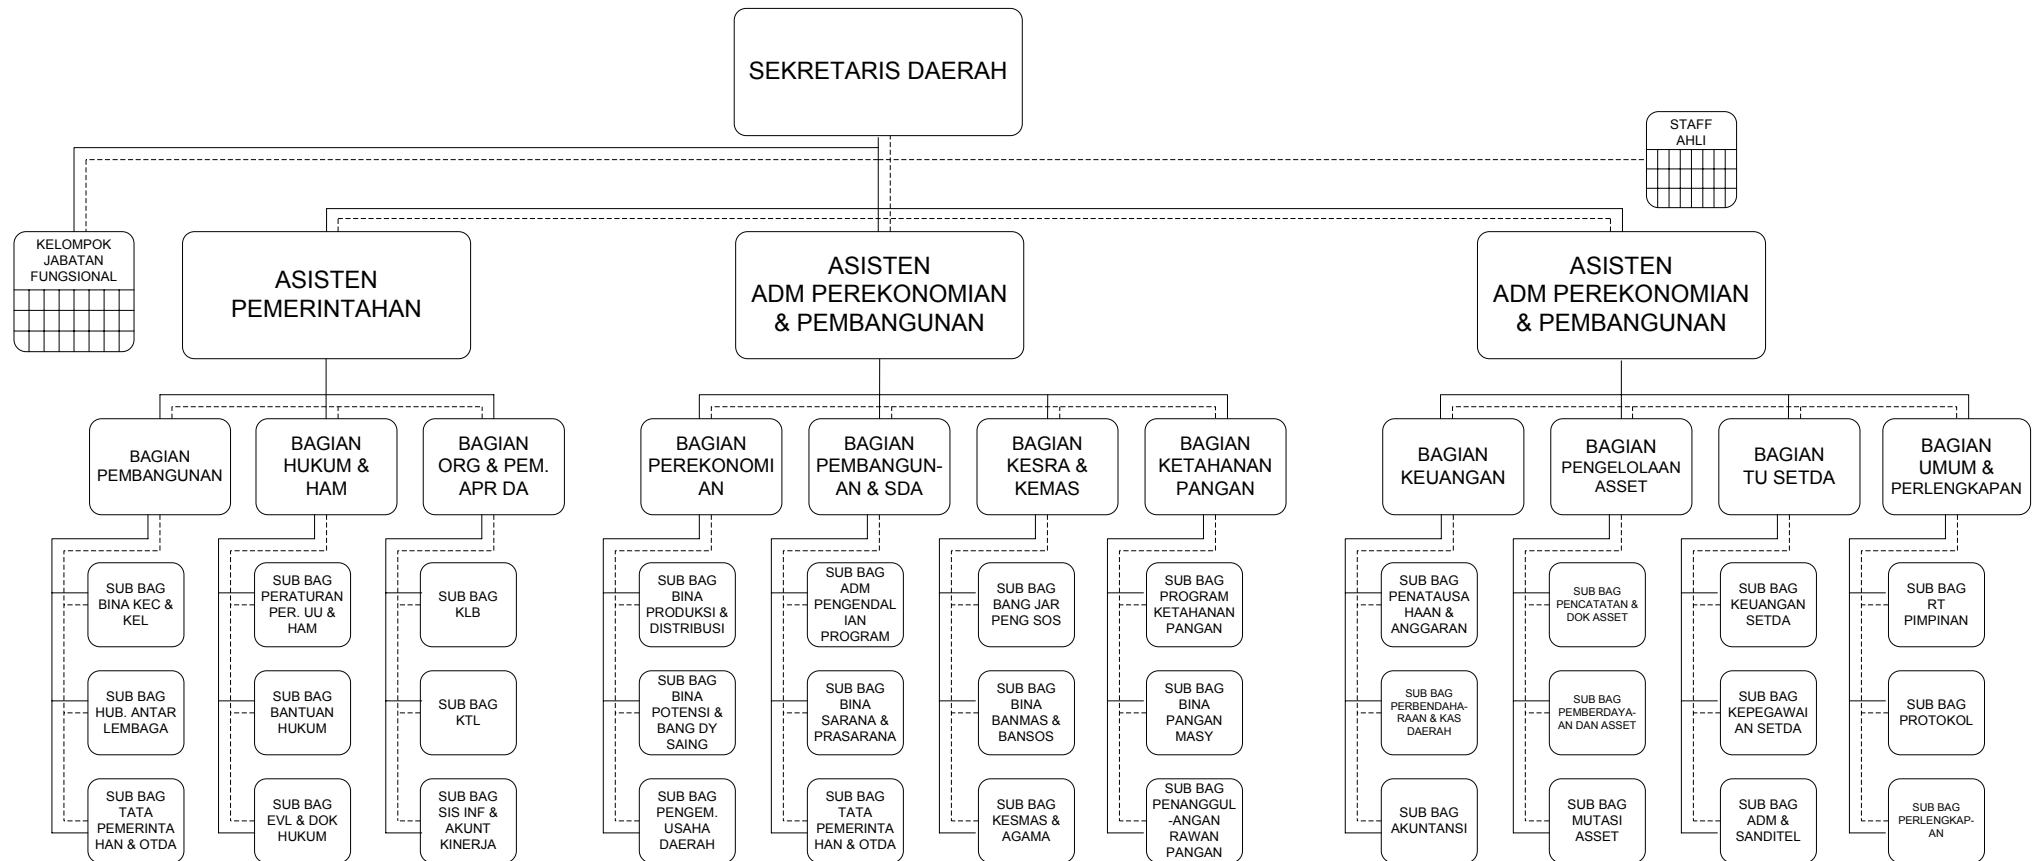 SEKRETARIS DAERAH
STAFF
AHLI
KELOMPOK
JABATAN
FUNGSIONAL
ASISTEN
PEMERINTAHAN
ASISTEN
ADM PEREKONOMIAN
& PEMBANGUNAN
ASISTEN
ADM PEREKONOMIAN
& PEMBANGUNAN
BAGIAN
PEMBANGUNAN
BAGIAN
HUKUM &
HAM
BAGIAN
ORG & PEM.
APR DA
BAGIAN
PEREKONOMI
AN
BAGIAN
PEMBANGUN-
AN & SDA
BAGIAN
KESRA &
KEMAS
BAGIAN
KETAHANAN
PANGAN
BAGIAN
KEUANGAN
BAGIAN
PENGELOLAAN
ASSET
BAGIAN
TU SETDA
BAGIAN
UMUM &
PERLENGKAPAN
SUB BAG
BINA KEC &
KEL
SUB BAG
PERATURAN
PER. UU &
HAM
SUB BAG
KLB
SUB BAG
BINA
PRODUKSI &
DISTRIBUSI
SUB BAG
ADM
PENGENDAL
IAN
PROGRAM
SUB BAG
BANG JAR
PENG SOS
SUB BAG
PROGRAM
KETAHANAN
PANGAN
SUB BAG
PENATAUSA
HAAN &
ANGGARAN
SUB BAG
PENCATATAN &
DOK ASSET
SUB BAG
KEUANGAN
SETDA
SUB BAG
RT
PIMPINAN
SUB BAG
HUB. ANTAR
LEMBAGA
SUB BAG
BANTUAN
HUKUM
SUB BAG
KTL
SUB BAG
BINA
POTENSI &
BANG DY
SAING
SUB BAG
BINA
SARANA &
PRASARANA
SUB BAG
BINA
BANMAS &
BANSOS
SUB BAG
BINA
PANGAN
MASY
SUB BAG
PERBENDAHA-
RAAN & KAS
DAERAH
SUB BAG
PEMBERDAYA-
AN DAN ASSET
SUB BAG
KEPEGAWAI
AN SETDA
SUB BAG
PROTOKOL
SUB BAG
TATA
PEMERINTA
HAN & OTDA
SUB BAG
EVL & DOK
HUKUM
SUB BAG
SIS INF &
AKUNT
KINERJA
SUB BAG
PENGEM.
USAHA
DAERAH
SUB BAG
TATA
PEMERINTA
HAN & OTDA
SUB BAG
KESMAS &
AGAMA
SUB BAG
PENANGGUL
-ANGAN
RAWAN
PANGAN
SUB BAG
AKUNTANSI
SUB BAG
MUTASI
ASSET
SUB BAG
ADM &
SANDITEL
SUB BAG
PERLENGKAP-
AN